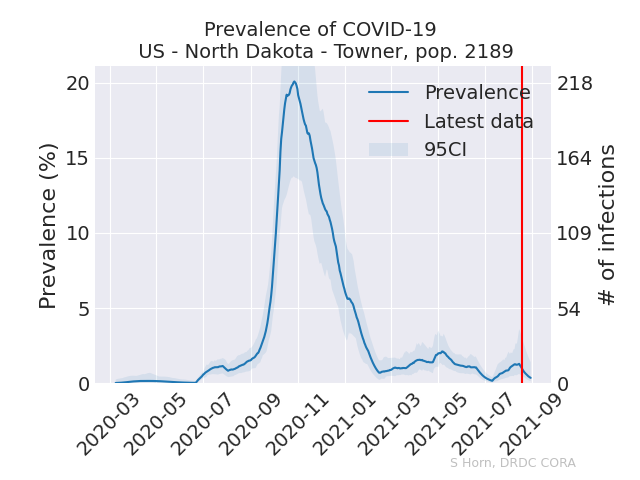 Prevalence of COVID-19
US - North Dakota - Towner, pop. 2189
Prevalence (%)
20
15
10
5
0
Prevalence
Latest data
95CI
218
164
109
54
0
# of infections
2020-03
2020-05
2020-07
2020-09
2020-11
2021-01
2021-03
2021-05
2021-07
2021-09
S Horn, DRDC CORA